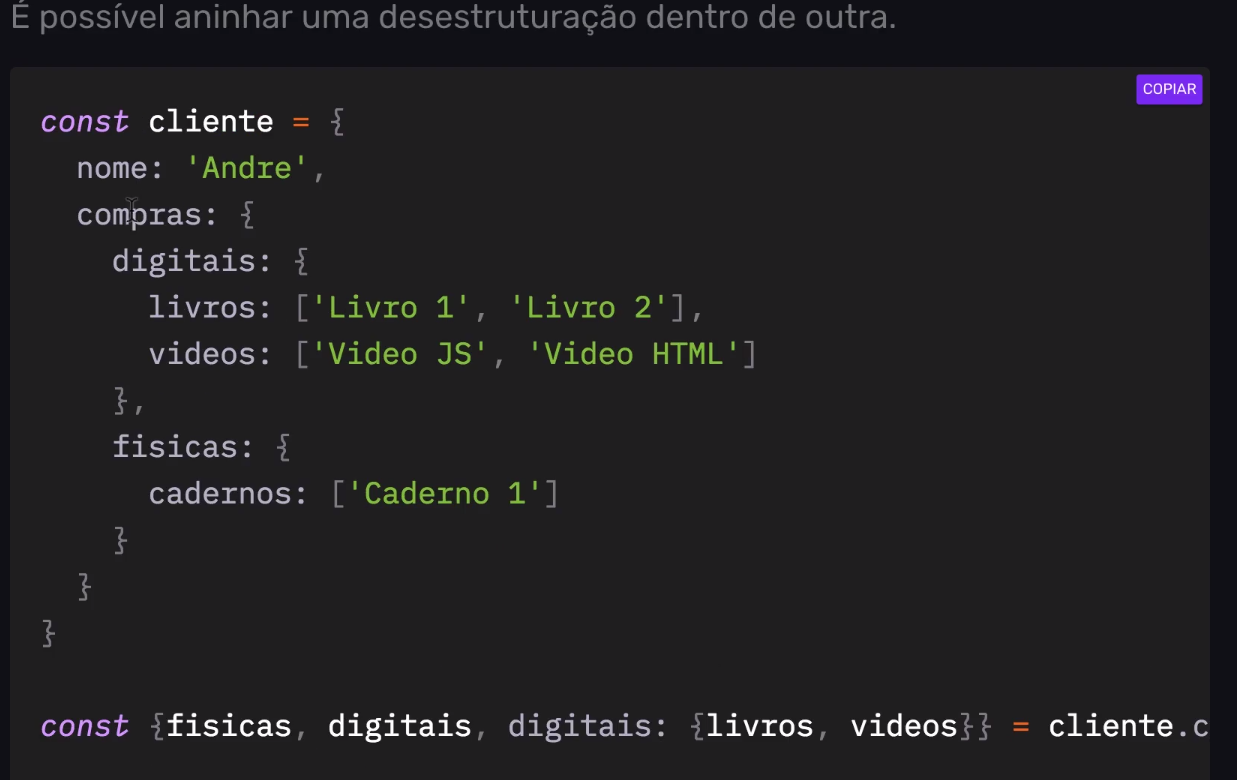 É possível aninhar uma desestruturação dentro de outra.
COPIAR
const cliente = {
  nome: 'Andre',
  compras: {
    digitais: {
      livros: ['Livro 1', 'Livro 2'],
      videos: ['Video JS', 'Video HTML']
    },
    fisicas: {
      cadernos: ['Caderno 1']
    }
  }
}
const {fisicas, digitais, digitais: {livros, videos}} = cliente.c